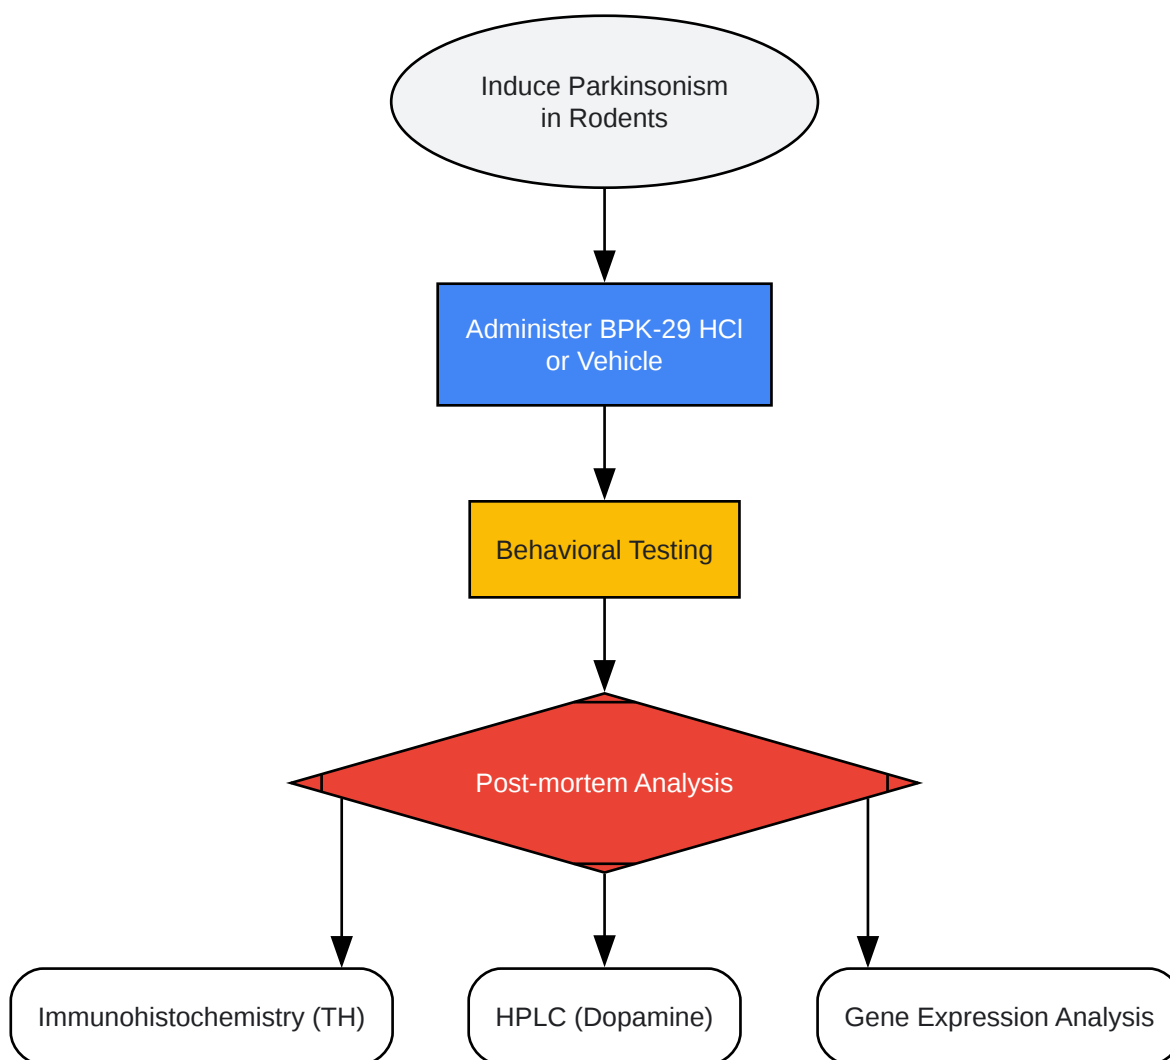 Induce Parkinsonism
in Rodents
Administer BPK-29 HCl
or Vehicle
Behavioral Testing
Post-mortem Analysis
Immunohistochemistry (TH)
HPLC (Dopamine)
Gene Expression Analysis